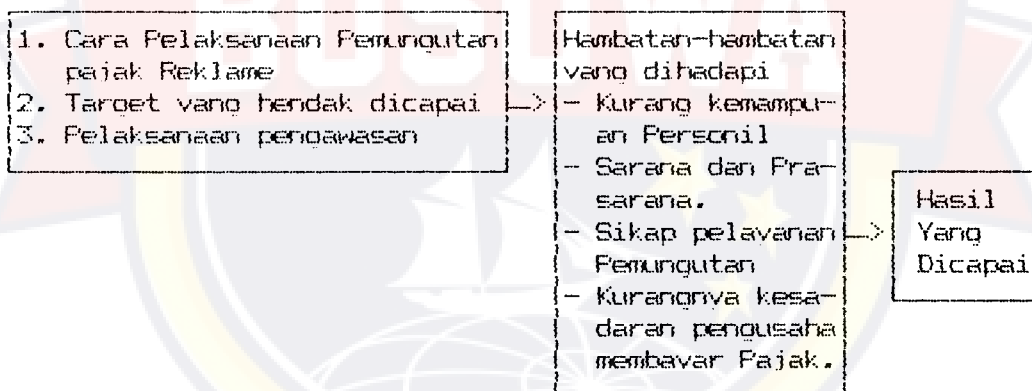 BOSOWA
1. Cara Pelaksanaan Pemungutan
pajak Reklame
2. Target yang hendak dicapai
3. Pelaksanaan pengawasan
Hambatan-hambatan
yang dihadapi
- Kurang kemampu-
an Personil
- Sarana dan Pra-
sarana.
- Sikap pelayanan
Pemungutan
- Kurangnya kesa-
daran pengusaha
membayar Pajak.
Hasil
Yang
Dicapai